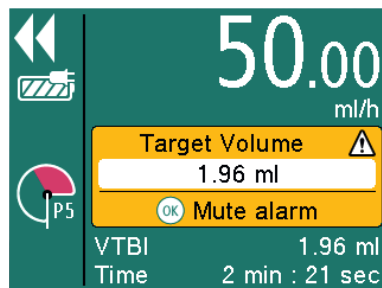 50.00
ml/h
Target Volume
1.96 ml
OK Mute alarm
P5
VTBI 1.96 ml
Time 2 min : 21 sec